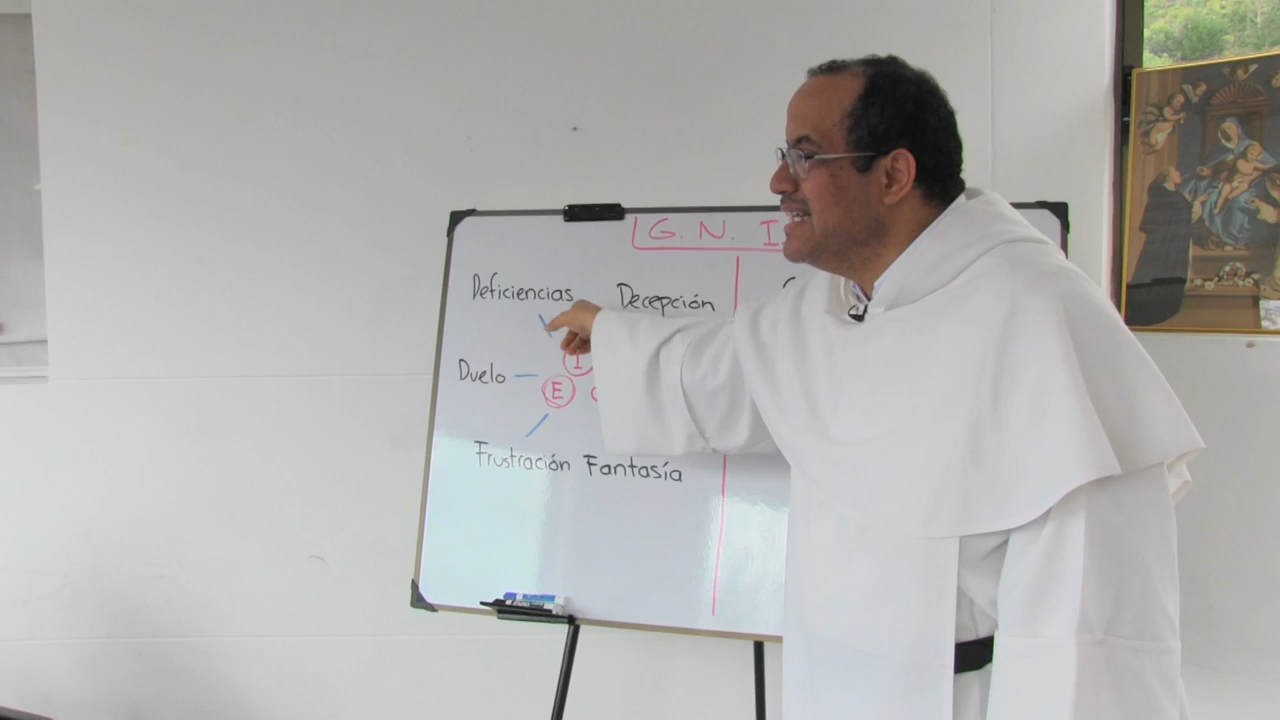 G. N. I.
Deficiencias Decepción
I
Duelo
E
Frustración Fantasía